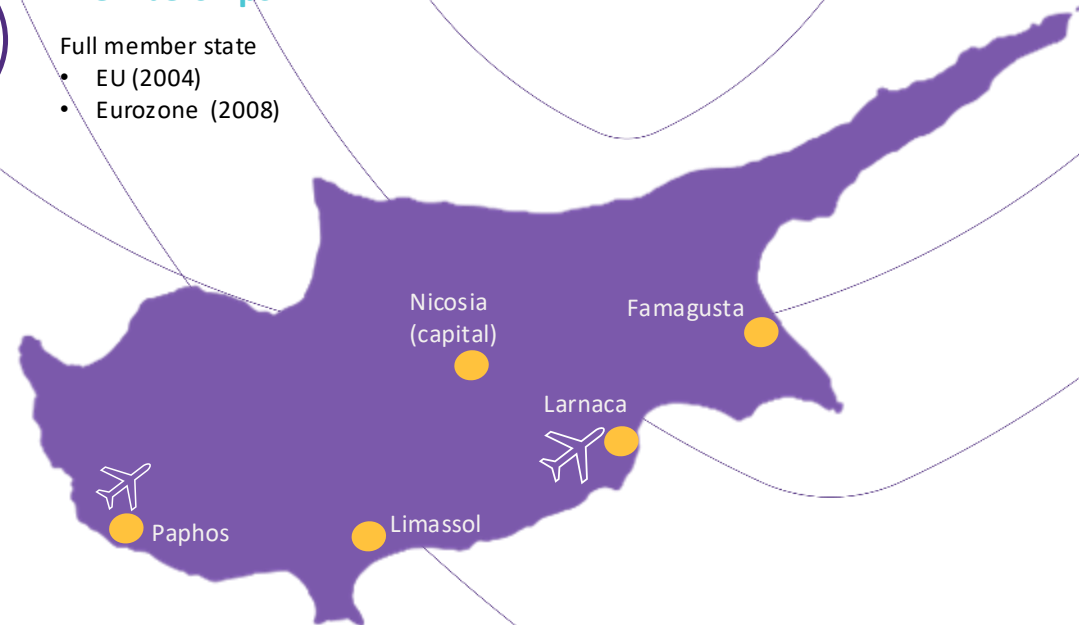 Full member state
• EU (2004)
• Eurozone (2008)
Nicosia
(capital)
Famagusta
Larnaca
Limassol
Paphos